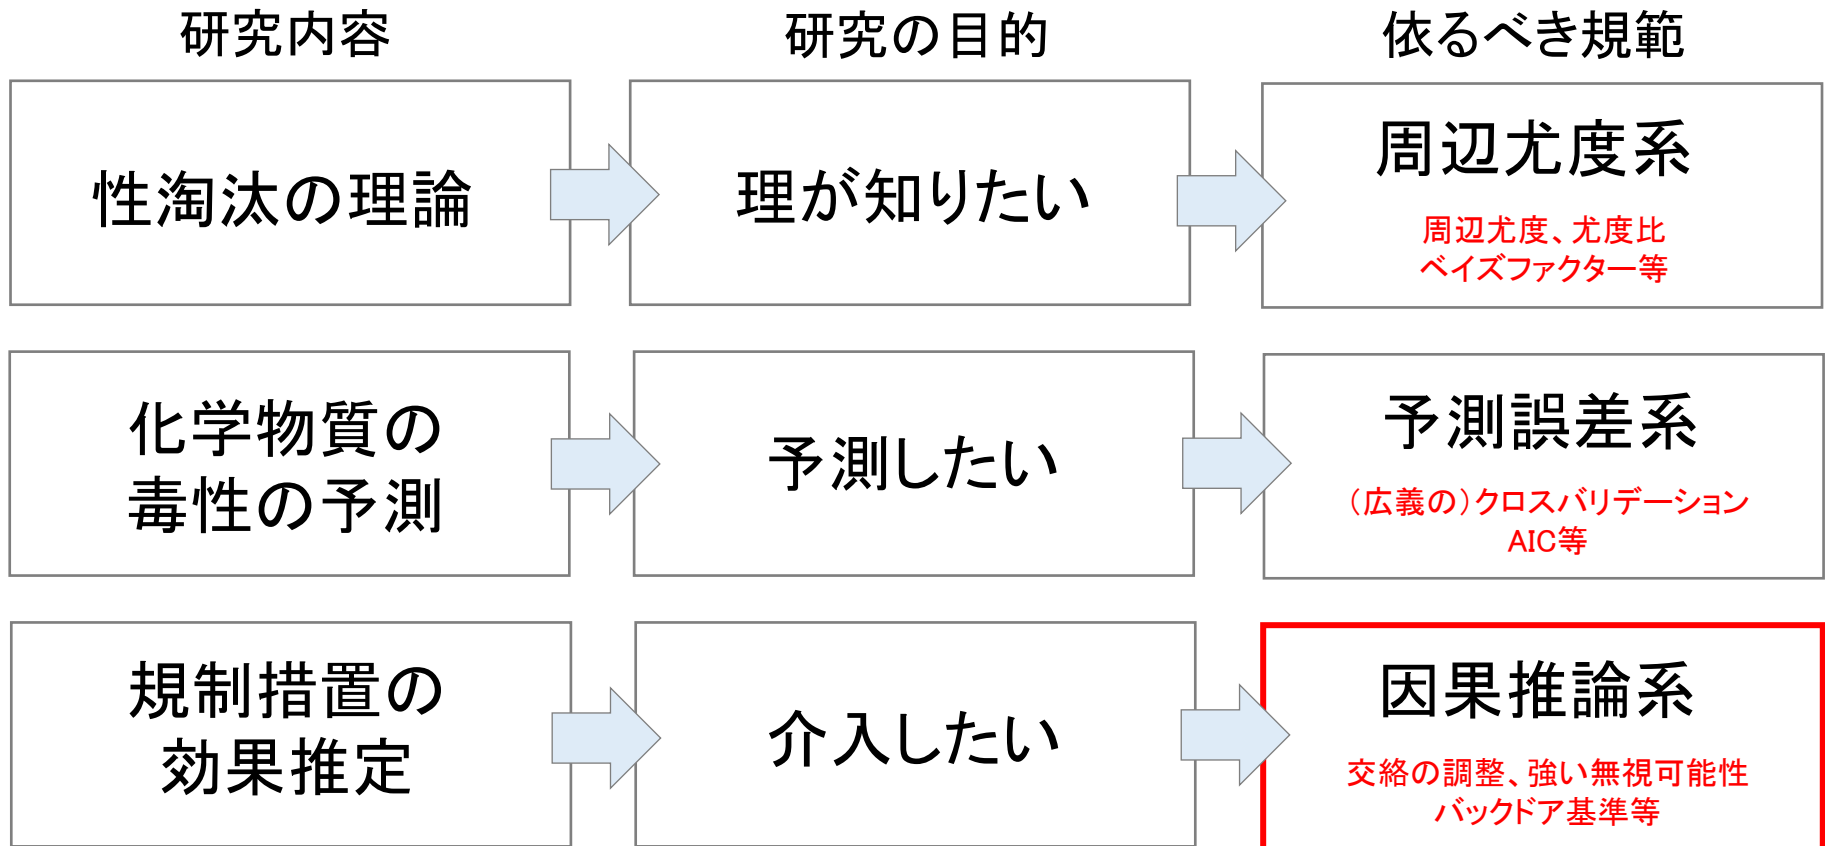 研究内容
研究の目的
依るべき規範
性淘汰の理論
理が知りたい
周辺尤度系
周辺尤度、尤度比
ベイズファクター等
化学物質の
毒性の予測
予測したい
予測誤差系
（広義の）クロスバリデーション
AIC等
規制措置の
効果推定
介入したい
因果推論系
交絡の調整、強い無視可能性
バックドア基準等